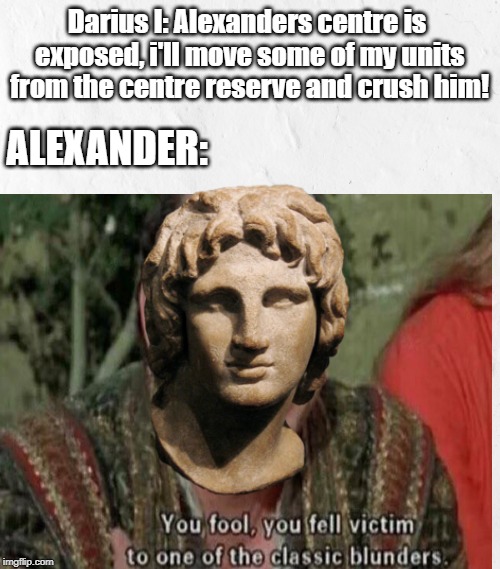 Darius I: Alexanders centre is
exposed, i'll move some of my units
from the centre reserve and crush him!
ALEXANDER:
You fool, you fell victim
to one of the classic blunders.
imgflip.com